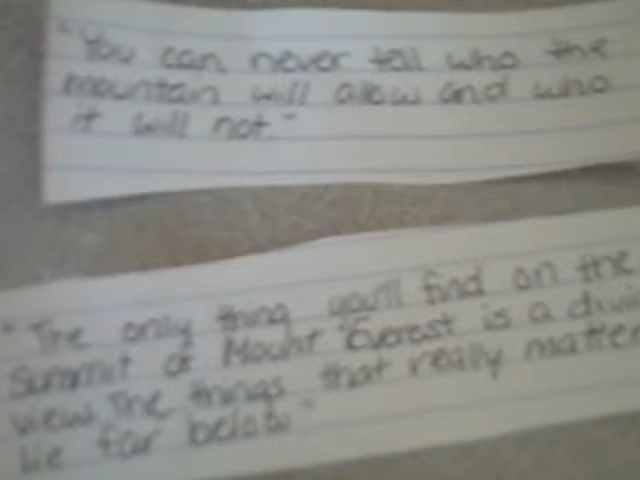 "You can never tell who the
mountain will allow and who
it will not."
"The only thing you'll find on the
Summit of Mount Everest is a
view. The things that really matter
lie far below."